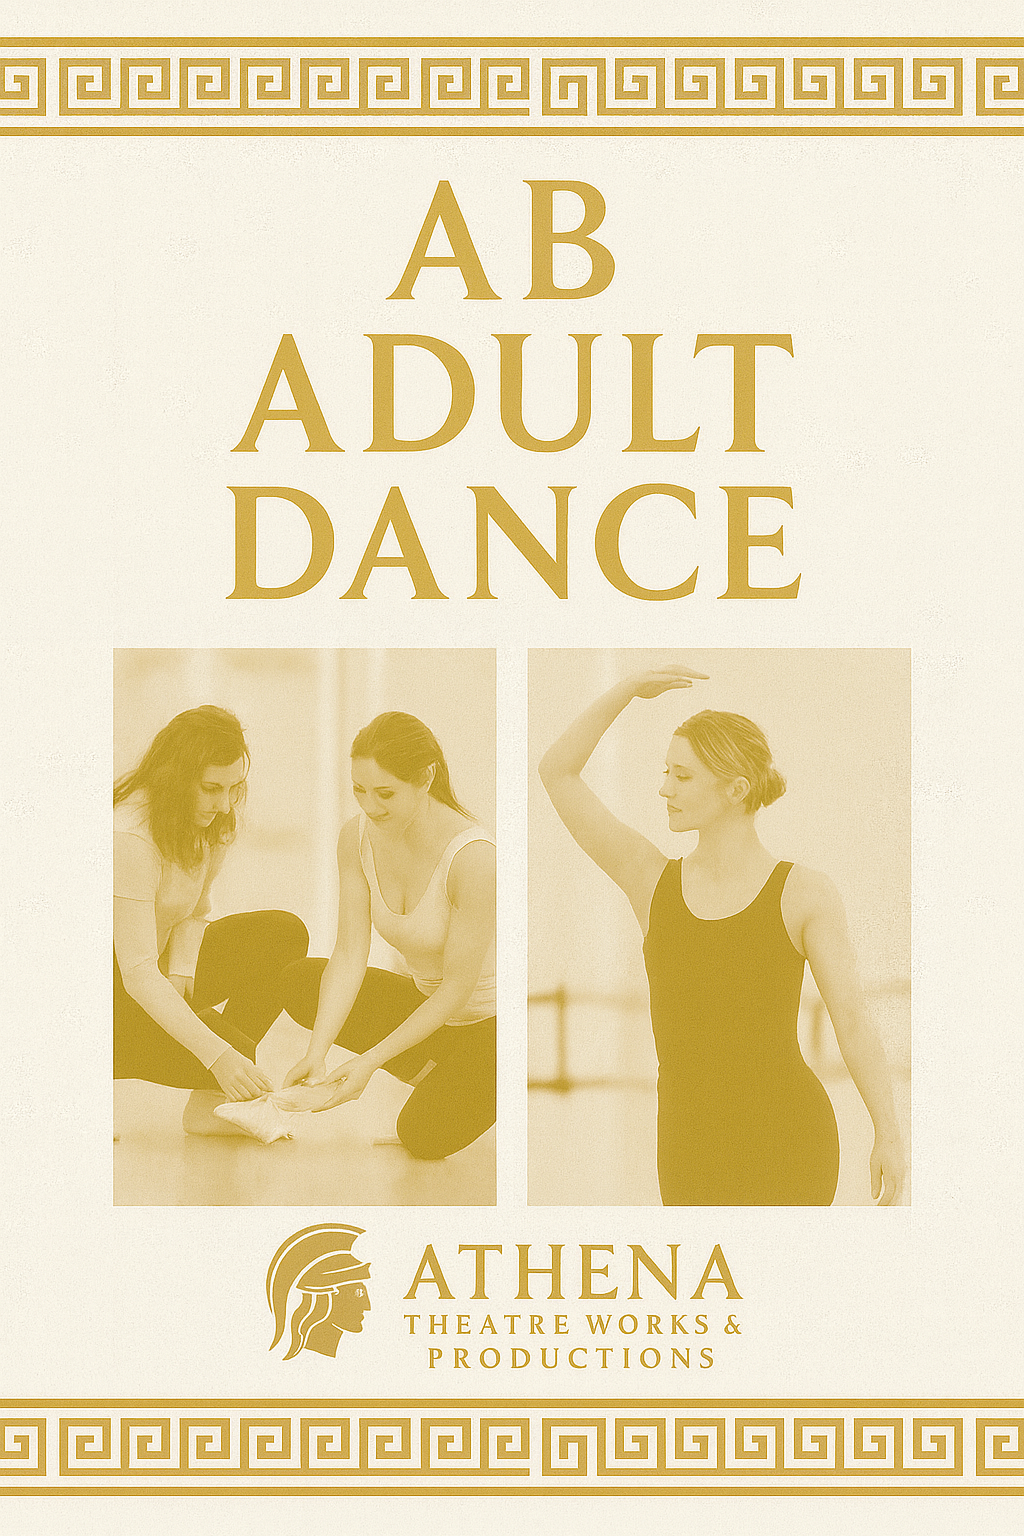 AB
ADULT
DANCE
ATHENA
THEATRE WORKS &
PRODUCTIONS